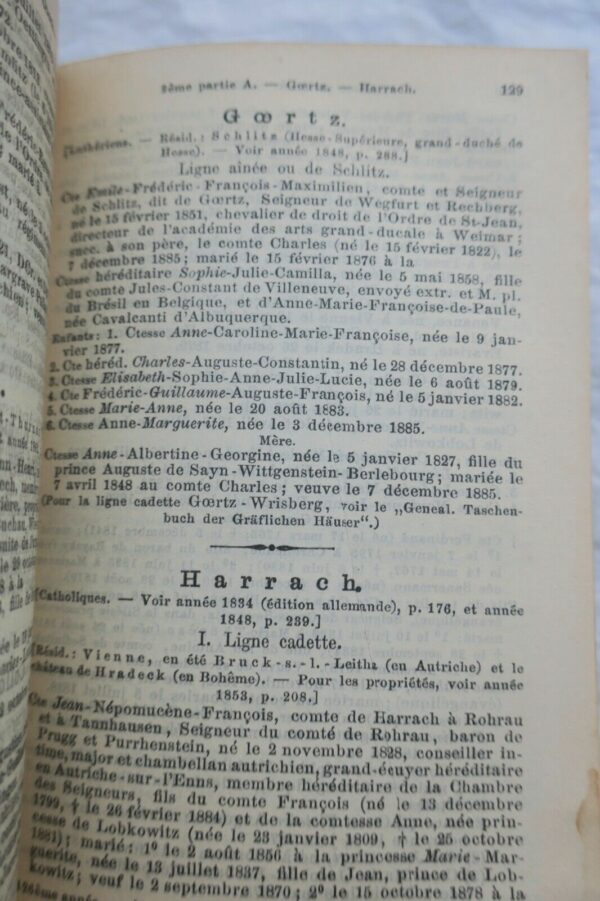 2ème partie A. — Gœrtz. — Harrach. 129
Gœrtz.
[Luthériens. — Résid.: Schlitz (Hesse-Supérieure, grand-duché de
Hesse). — Voir année 1848, p. 288.]
Ligne aînée ou de Schlitz.
Cte Emile-Frédéric-François-Maximilien, comte et Seigneur
de Schlitz, dit de Gœrtz, Seigneur de Wegfurt et Rechberg,
né le 15 février 1851, chevalier de droit de l'Ordre de St-Jean,
directeur de l'académie des arts grand-ducale à Weimar;
succ. à son père, le comte Charles (né le 15 février 1822), le
7 décembre 1885; marié le 15 février 1876 à la
Ctesse héréditaire Sophie-Julie-Camilla, née le 5 mai 1858, fille
du comte Jules-Constant de Villeneuve, envoyé extr. et M. pl.
du Brésil en Belgique, et d'Anne-Marie-Françoise-de-Paule,
née Cavalcanti d'Albuquerque.
Enfants: 1. Ctesse Anne-Caroline-Marie-Françoise, née le 9 jan-
vier 1877.
2. Cte héréd. Charles-Auguste-Constantin, né le 28 décembre 1877.
3. Ctesse Elisabeth-Sophie-Anne-Julie-Lucie, née le 6 août 1879.
4. Cte Frédéric-Guillaume-Auguste-François, né le 5 janvier 1882.
5. Ctesse Marie-Anne, née le 20 août 1883.
6. Ctesse Anne-Marguerite, née le 3 décembre 1885.
Mère.
Ctesse Anne-Albertine-Georgine, née le 5 janvier 1827, fille du
prince Auguste de Sayn-Wittgenstein-Berlebourg; mariée le
7 avril 1848 au comte Charles; veuve le 7 décembre 1885.
(Pour la ligne cadette Gœrtz-Wrisberg, voir le „Geneal. Taschen-
buch der Gräflichen Häuser".)
Harrach.
[Catholiques. — Voir année 1834 (édition allemande), p. 176, et année
1848, p. 239.]
I. Ligne cadette.
[Résid.: Vienne, en été Bruck-s.-l.-Leitha (en Autriche) et le
château de Hradeck (en Bohême). — Pour les propriétés, voir année
1853, p. 208.]
Cte Jean-Népomucène-François, comte de Harrach à Rohrau
et à Tannhausen, Seigneur du comté de Rohrau, baron de
Prugg et Purrhenstein, né le 2 novembre 1828, conseiller in-
time, major et chambellan autrichien, grand-écuyer héréditaire
en Autriche-sur-l'Enns, membre héréditaire de la Chambre
des Seigneurs, fils du comte François (né le 13 décembre
1799, † le 26 février 1884) et de la comtesse Anne, née prin-
cesse de Lobkowitz (née le 23 janvier 1809, † le 25 octobre
1881); marié: 1º le 2 août 1856 à la princesse Marie-Mar-
guerite, née le 13 juillet 1837, fille de Jean, prince de Lob-
kowitz; veuf le 2 septembre 1870; 2º le 15 octobre 1878 à la